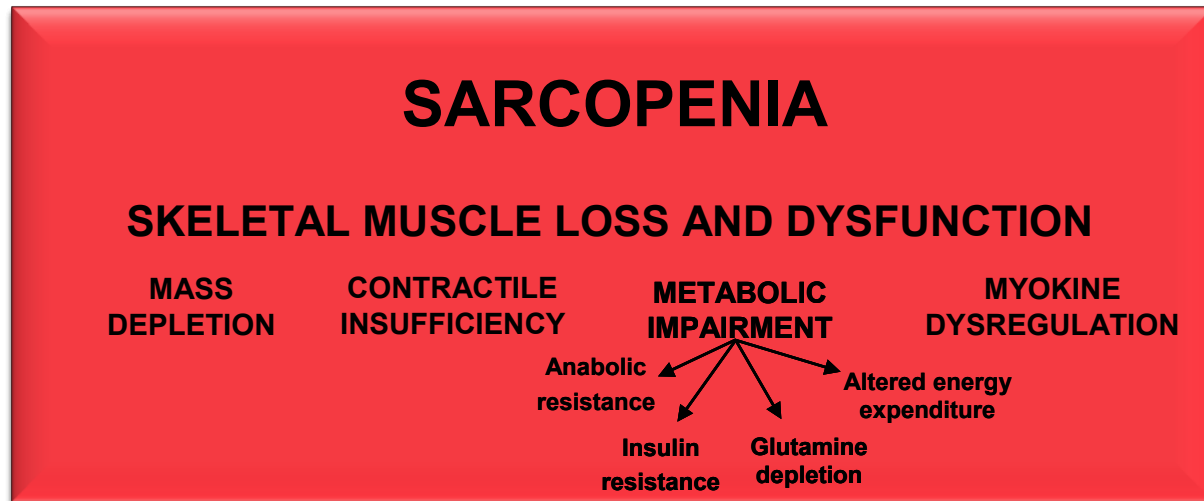 SARCOPENIA
SKELETAL MUSCLE LOSS AND DYSFUNCTION
MASS
DEPLETION
CONTRACTILE
INSUFFICIENCY
METABOLIC
IMPAIRMENT
MYOKINE
DYSREGULATION
Anabolic
resistance
Insulin
resistance
Glutamine
depletion
Altered energy
expenditure